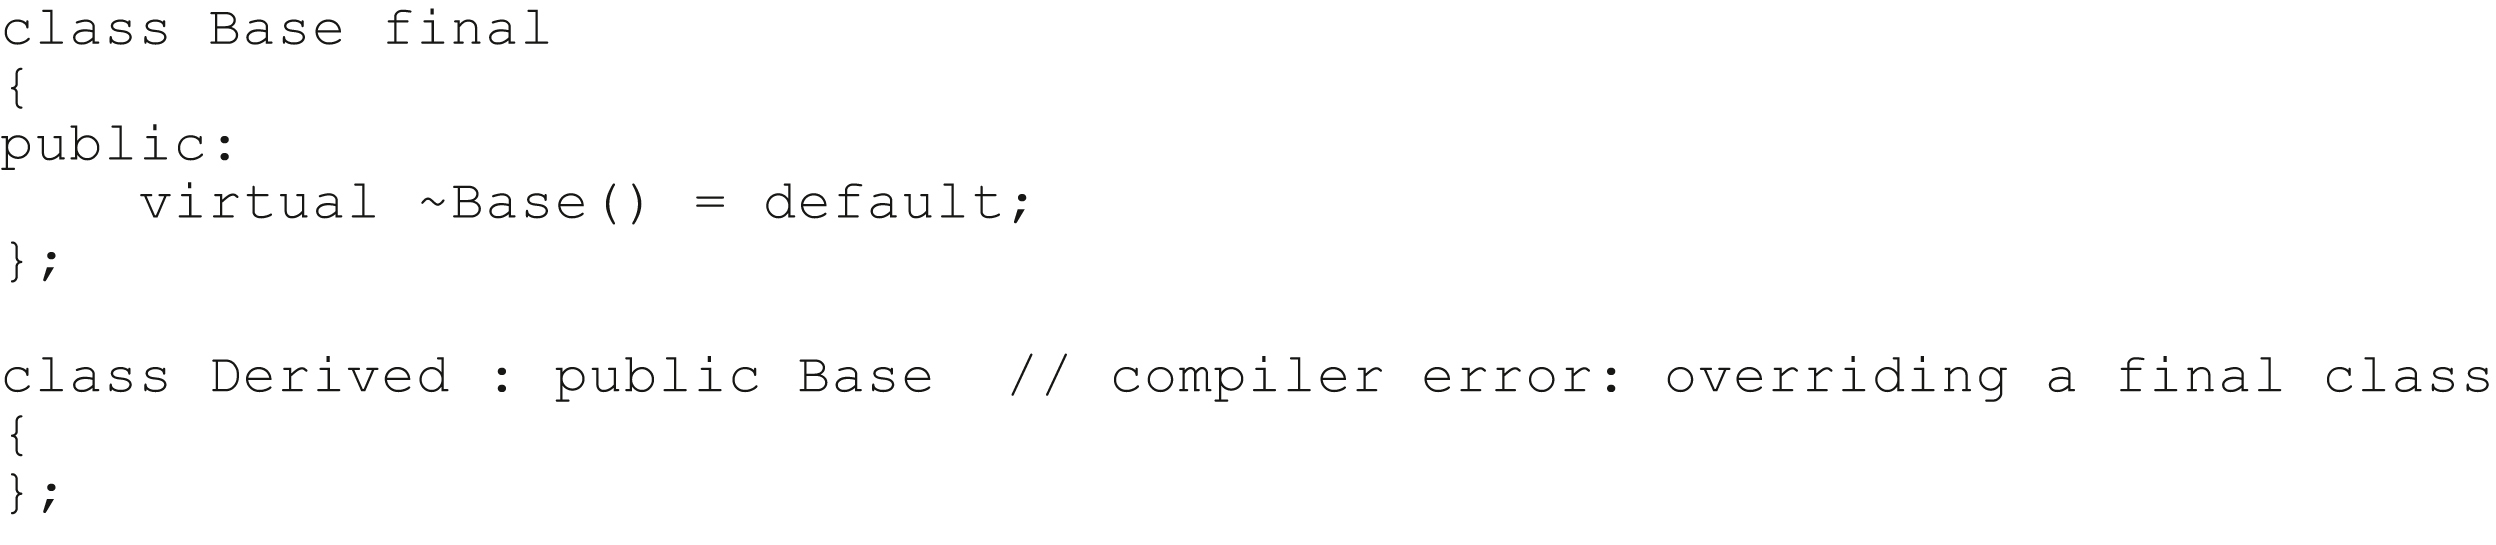 class Base final
{
public:
    virtual ~Base() = default;
};

class Derived : public Base  // compiler error: overriding a final class
{
};